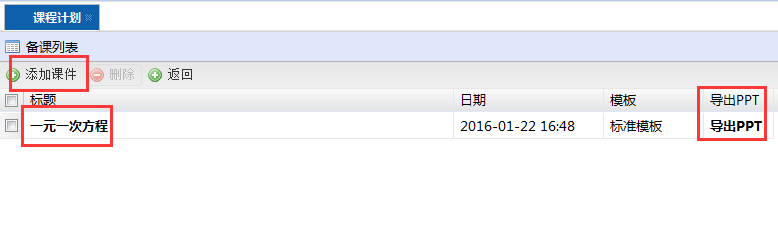 课程计划
备课列表
添加课件 删除 返回
标题 日期 模板 导出PPT
一元一次方程 2016-01-22 16:48 标准模板 导出PPT